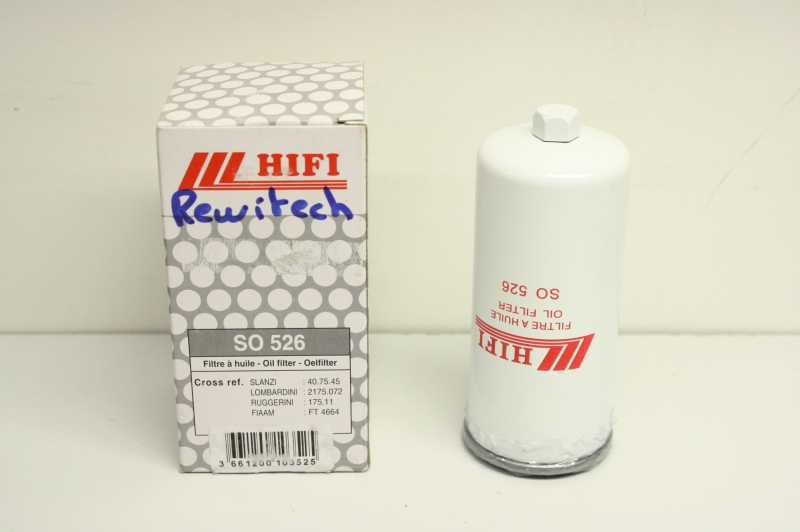 HIFI
Rewitech
SO 526
Filtre à huile - Oil filter - Oelfilter
Cross ref. SLANZI : 40.75.45
LOMBARDINI : 2175.072
RUGGERINI : 175.11
FIAAM : FT 4664
3 661200 103525
HIFI
FILTRE A HUILE
OIL FILTER
SO 526